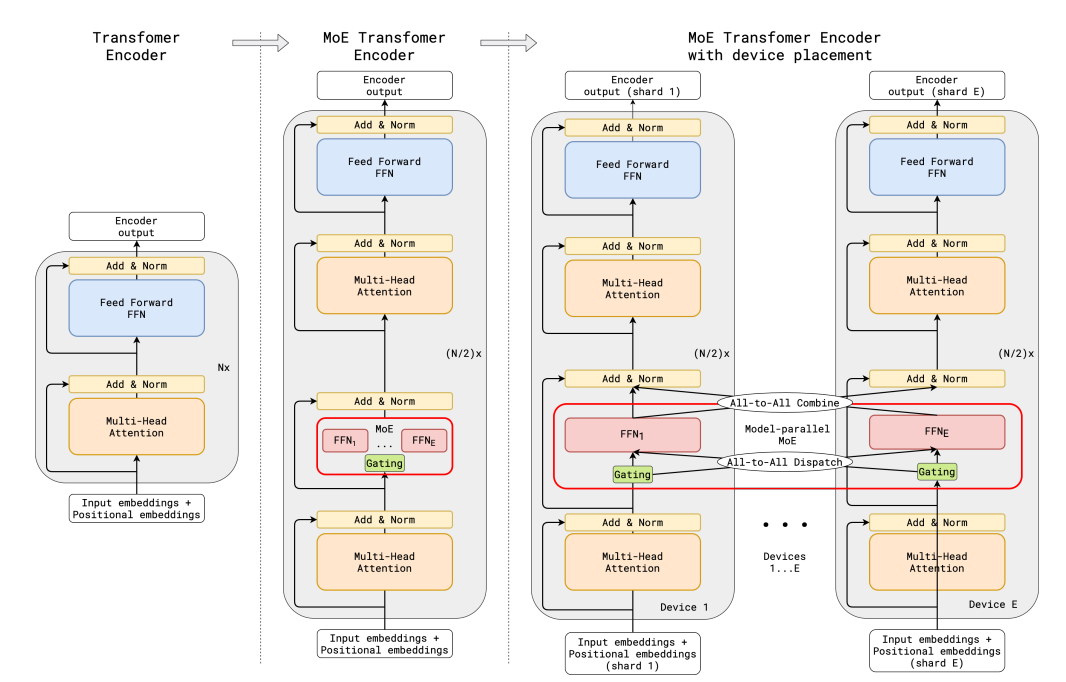 Transfomer
Encoder
MoE Transfomer
Encoder
MoE Transfomer Encoder
with device placement
Encoder
output
Add & Norm
Feed Forward
FFN
Nx
Add & Norm
Multi-Head
Attention
Input embeddings +
Positional embeddings
Encoder
output
Add & Norm
Feed Forward
FFN
Add & Norm
Multi-Head
Attention
(N/2)x
Add & Norm
MoE
FFN1
...
FFNE
Gating
Add & Norm
Multi-Head
Attention
Input embeddings +
Positional embeddings
Encoder
output (shard 1)
Add & Norm
Feed Forward
FFN
Add & Norm
Multi-Head
Attention
(N/2)x
Add & Norm
FFN1
Gating
Add & Norm
Multi-Head
Attention
Device 1
Input embeddings +
Positional embeddings
(shard 1)
All-to-All Combine
Model-parallel
MoE
All-to-All Dispatch
Devices
1...E
Encoder
output (shard E)
Add & Norm
Feed Forward
FFN
Add & Norm
Multi-Head
Attention
(N/2)x
Add & Norm
FFNE
Gating
Add & Norm
Multi-Head
Attention
Device E
Input embeddings +
Positional embeddings
(shard E)